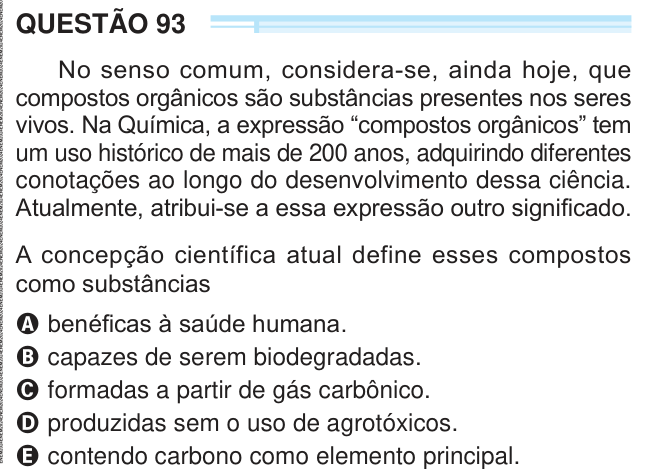 QUESTÃO 93
No senso comum, considera-se, ainda hoje, que
compostos orgânicos são substâncias presentes nos seres
vivos. Na Química, a expressão “compostos orgânicos” tem
um uso histórico de mais de 200 anos, adquirindo diferentes
conotações ao longo do desenvolvimento dessa ciência.
Atualmente, atribui-se a essa expressão outro significado.
A concepção científica atual define esses compostos
como substâncias
A benéficas à saúde humana.
B capazes de serem biodegradadas.
C formadas a partir de gás carbônico.
D produzidas sem o uso de agrotóxicos.
E contendo carbono como elemento principal.